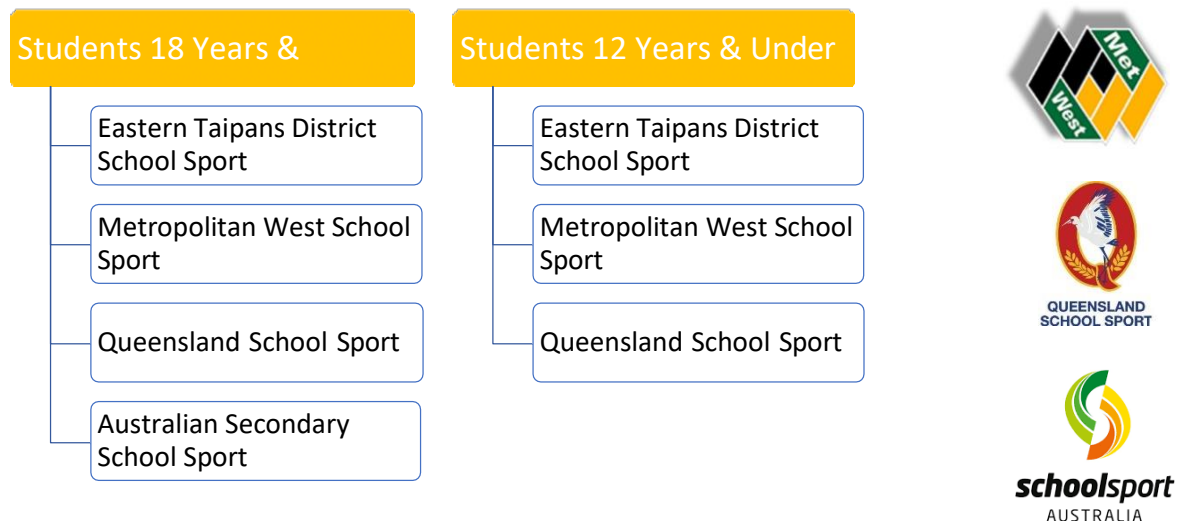 Students 18 Years &
Eastern Taipans District
School Sport
Metropolitan West School
Sport
Queensland School Sport
Australian Secondary
School Sport
Students 12 Years & Under
Eastern Taipans District
School Sport
Metropolitan West School
Sport
Queensland School Sport
Met
West
QUEENSLAND
SCHOOL SPORT
schoolsport
AUSTRALIA